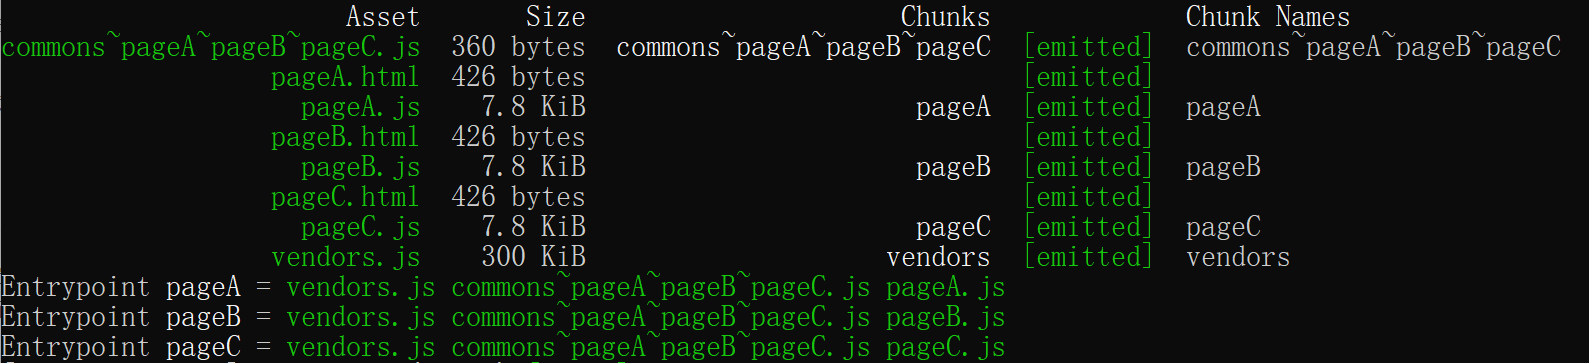 Asset Size Chunks Chunk Names
commons~pageA~pageB~pageC.js 360 bytes commons~pageA~pageB~pageC [emitted] commons~pageA~pageB~pageC
pageA.html 426 bytes [emitted]
pageA.js 7.8 KiB pageA [emitted] pageA
pageB.html 426 bytes [emitted]
pageB.js 7.8 KiB pageB [emitted] pageB
pageC.html 426 bytes [emitted]
pageC.js 7.8 KiB pageC [emitted] pageC
vendors.js 300 KiB vendors [emitted] vendors
Entrypoint pageA = vendors.js commons~pageA~pageB~pageC.js pageA.js
Entrypoint pageB = vendors.js commons~pageA~pageB~pageC.js pageB.js
Entrypoint pageC = vendors.js commons~pageA~pageB~pageC.js pageC.js